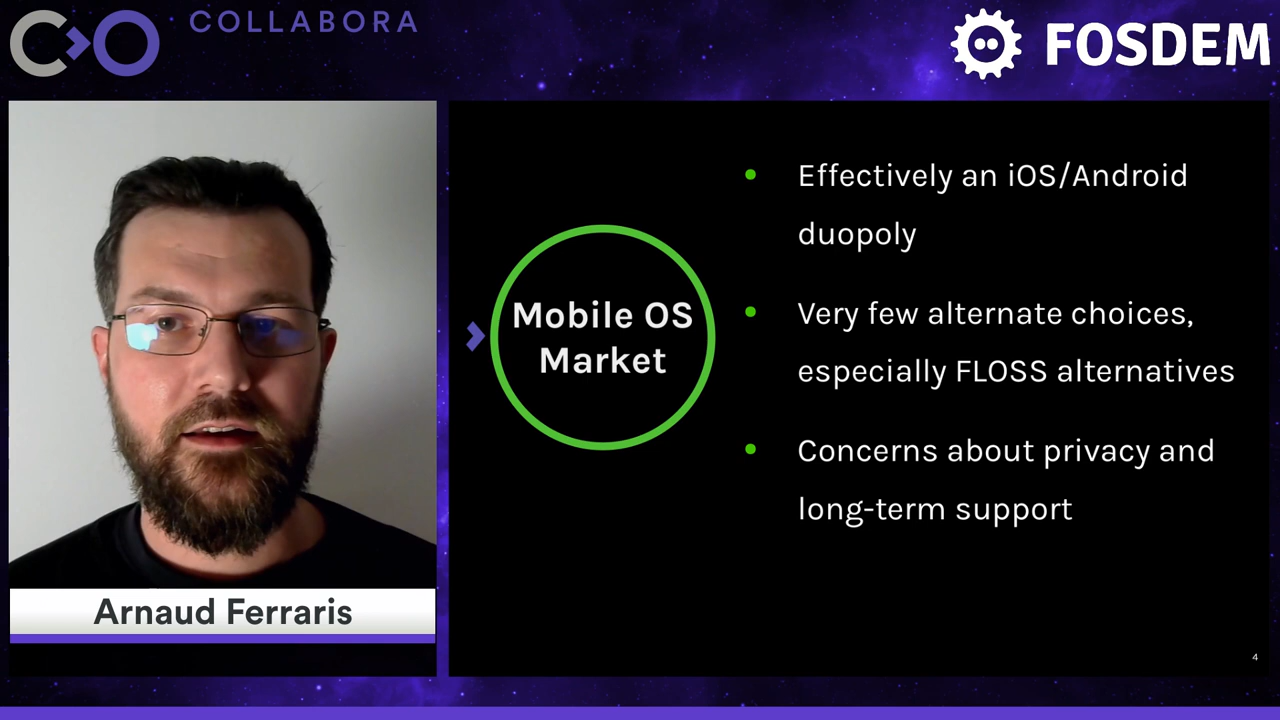 COLLABORA
FOSDEM
Arnaud Ferraris
Mobile OS
Market
Effectively an iOS/Android
duopoly
Very few alternate choices,
especially FLOSS alternatives
Concerns about privacy and
long-term support
4